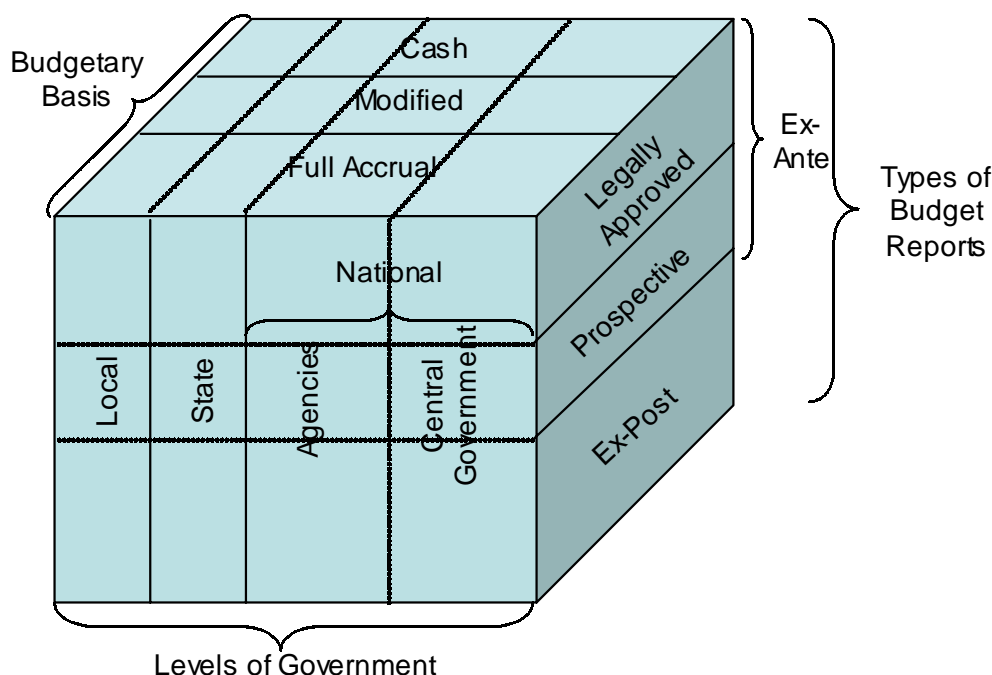 Budgetary
Basis
Cash
Modified
Full Accrual
Legally
Approved
Prospective
Ex-Post
Ex-
Ante
Types of
Budget
Reports
National
Local
State
Agencies
Central
Government
Levels of Government